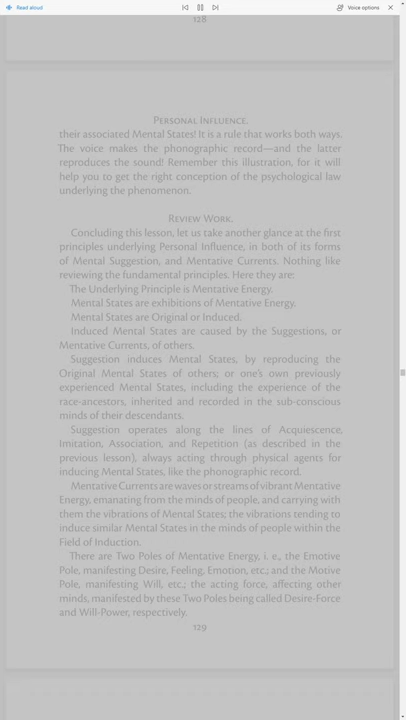 Read aloud
Voice options
128
Personal Influence.
their associated Mental States! It is a rule that works both ways.
The voice makes the phonographic record—and the latter
reproduces the sound! Remember this illustration, for it will
help you to get the right conception of the psychological law
underlying the phenomenon.
Review Work.
Concluding this lesson, let us take another glance at the first
principles underlying Personal Influence, in both of its forms
of Mental Suggestion, and Mentative Currents. Nothing like
reviewing the fundamental principles. Here they are:
The Underlying Principle is Mentative Energy.
Mental States are exhibitions of Mentative Energy.
Mental States are Original or Induced.
Induced Mental States are caused by the Suggestions, or
Mentative Currents, of others.
Suggestion induces Mental States, by reproducing the
Original Mental States of others; or one's own previously
experienced Mental States, including the experience of the
race-ancestors, inherited and recorded in the sub-conscious
minds of their descendants.
Suggestion operates along the lines of Acquiescence,
Imitation, Association, and Repetition (as described in the
previous lesson), always acting through physical agents for
inducing Mental States, like the phonographic record.
Mentative Currents are waves or streams of vibrant Mentative
Energy, emanating from the minds of people, and carrying with
them the vibrations of Mental States; the vibrations tending to
induce similar Mental States in the minds of people within the
Field of Induction.
There are Two Poles of Mentative Energy, i. e., the Emotive
Pole, manifesting Desire, Feeling, Emotion, etc.; and the Motive
Pole, manifesting Will, etc.; the acting force, affecting other
minds, manifested by these Two Poles being called Desire-Force
and Will-Power, respectively.
129